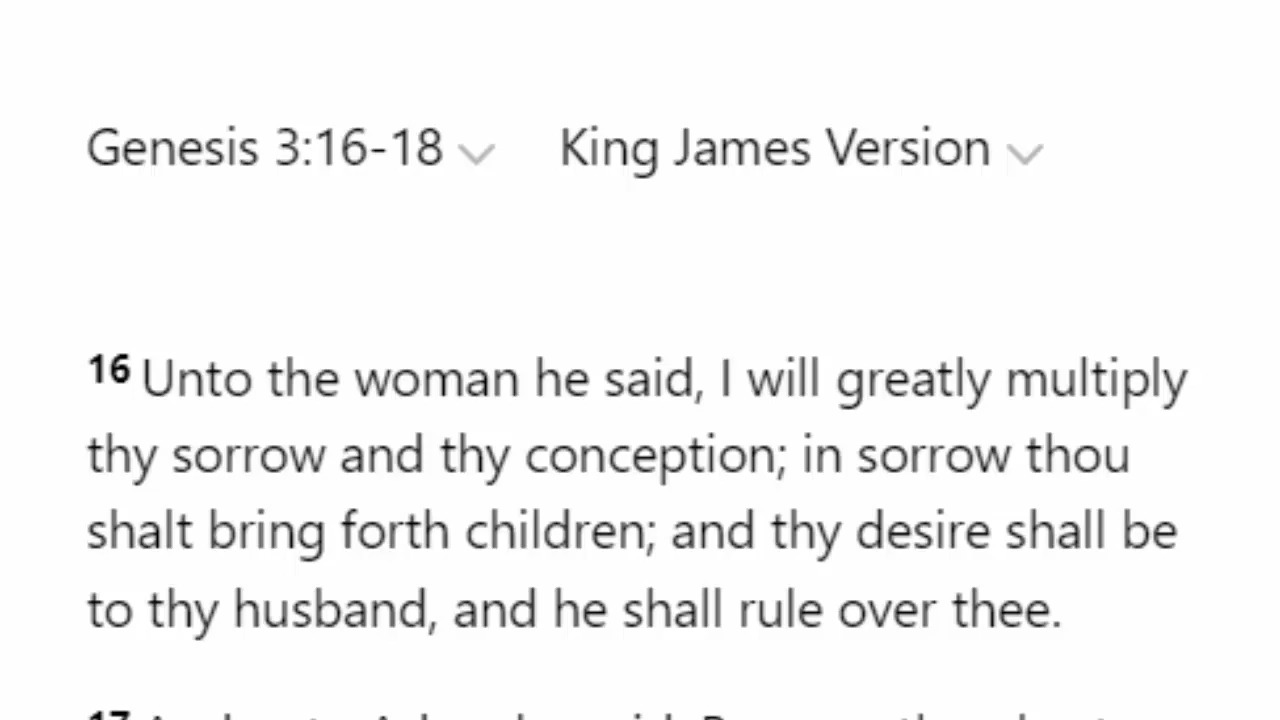 Genesis 3:16-18 King James Version
16 Unto the woman he said, I will greatly multiply
thy sorrow and thy conception; in sorrow thou
shalt bring forth children; and thy desire shall be
to thy husband, and he shall rule over thee.
17